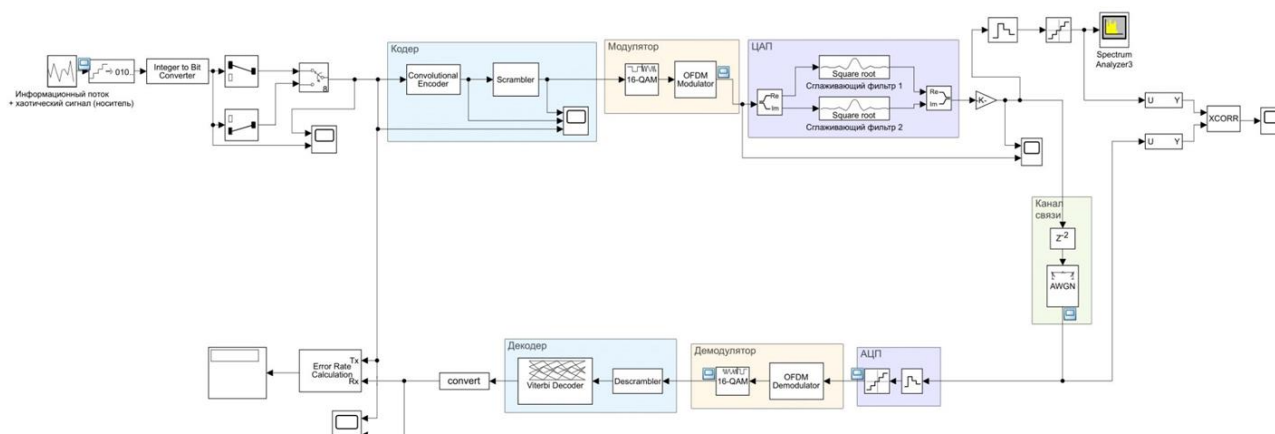 Информационный поток
+ хаотический сигнал (носитель)
010...
Integer to Bit
Converter
8
Кодер
Convolutional
Encoder
Scrambler
Модулятор
16-QAM
OFDM
Modulator
ЦАП
Re
Im
Square root
Сглаживающий фильтр 1
Square root
Сглаживающий фильтр 2
Re
Im
-K-
Spectrum
Analyzer3
U Y
U Y
XCORR
Канал
связи
Z-2
AWGN
АЦП
Демодулятор
OFDM
Demodulator
16-QAM
Декодер
Descrambler
Viterbi Decoder
convert
Error Rate
Calculation
Tx
Rx